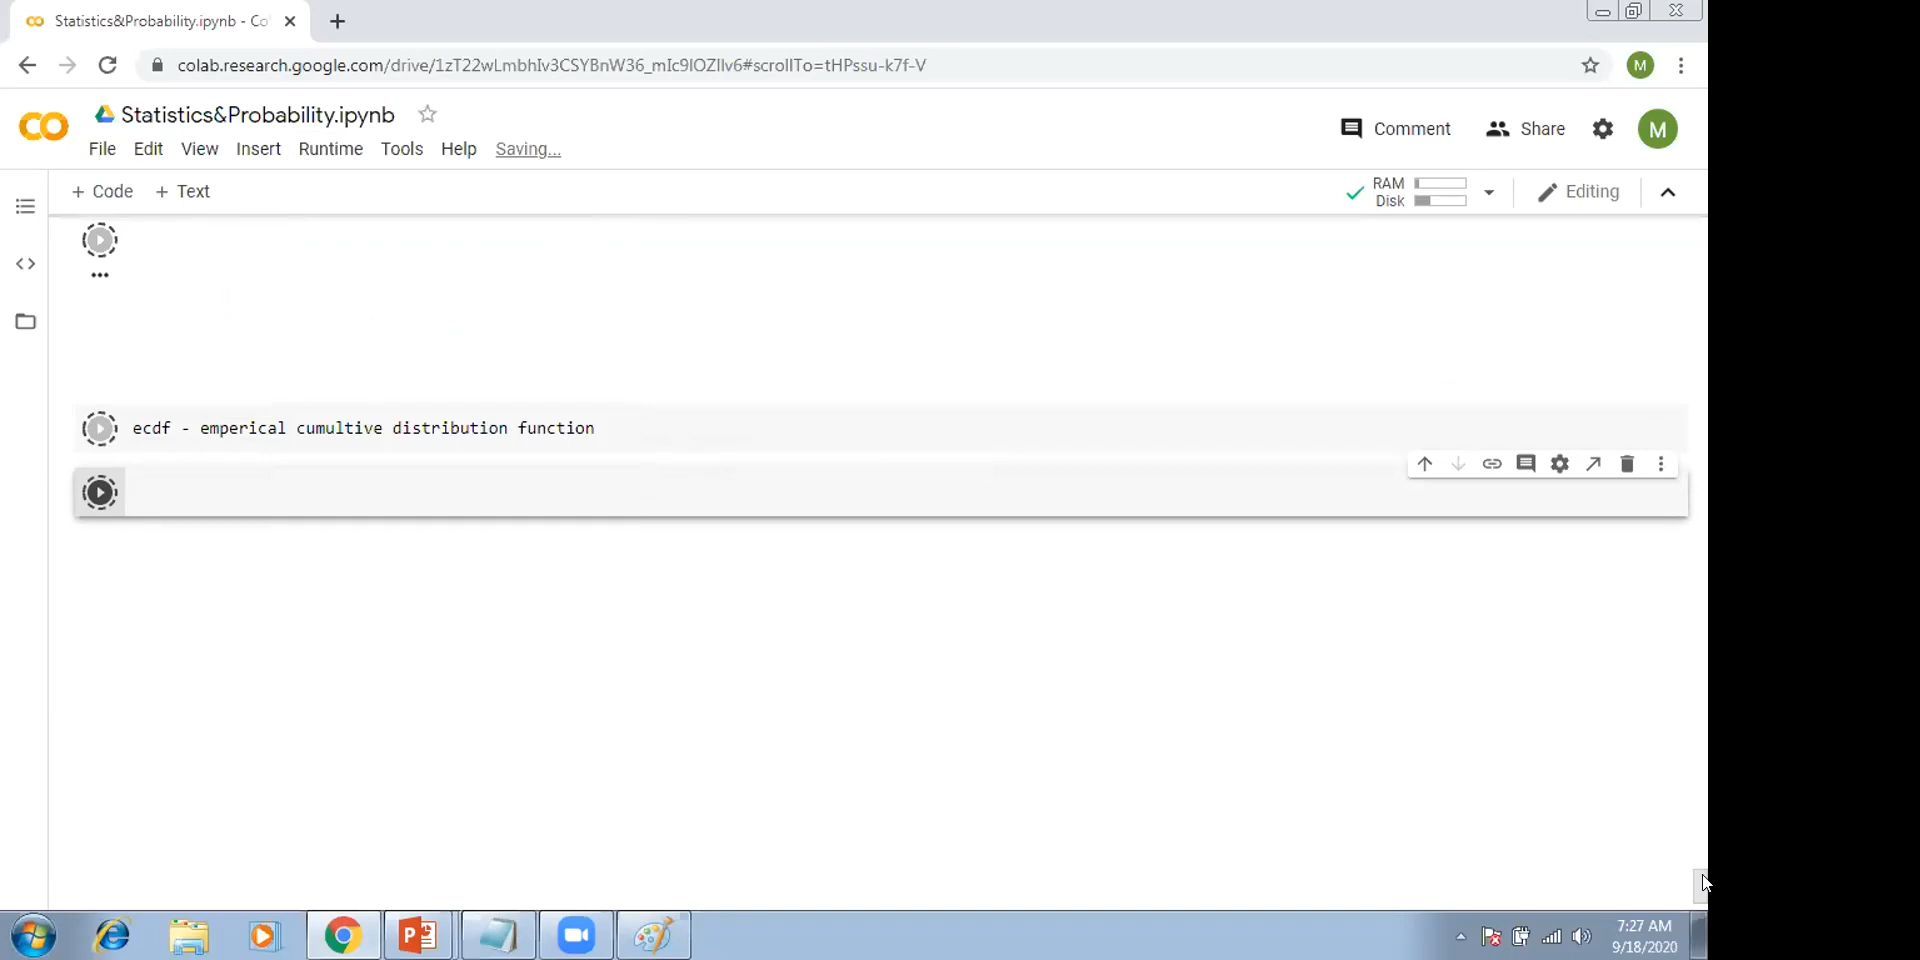 Statistics&Probability.ipynb - Co
colab.research.google.com/drive/1zT22wLmbhIv3CSYBnW36_mIc9lOZIlv6#scrollTo=tHPssu-k7f-V
M
Statistics&Probability.ipynb
Comment
Share
M
File Edit View Insert Runtime Tools Help Saving...
+ Code + Text
RAM
Disk
Editing
ecdf - emperical cumultive distribution function
7:27 AM
9/18/2020